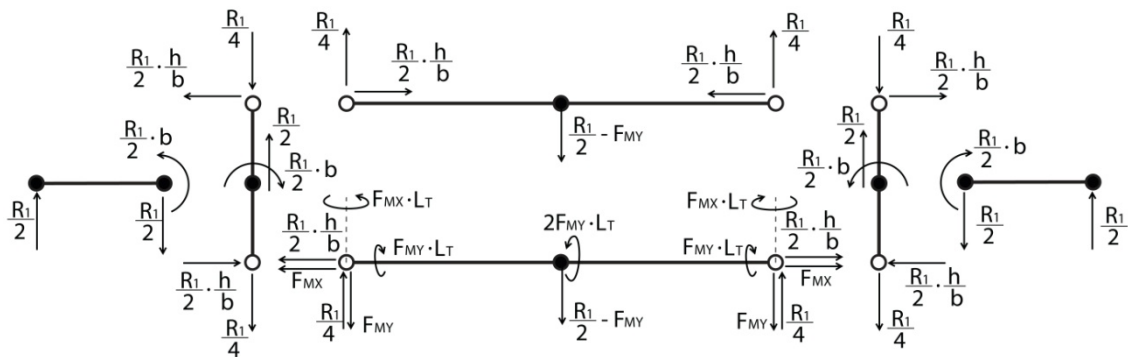 R₁/4
R₁/4
R₁/4
R₁/4
R₁/2 · h/b
R₁/2 · h/b
R₁/2 · h/b
R₁/2 · h/b
R₁/2 · b
R₁/2
R₁/2 - FMY
R₁/2
R₁/2 · b
R₁/2 · b
R₁/2 · b
R₁/2
R₁/2
FMX · LT
FMX · LT
R₁/2
R₁/2
R₁/2 · h/b
FMY · LT
2FMY · LT
FMY · LT
R₁/2 · h/b
R₁/2 · h/b
FMX
FMX
R₁/2 · h/b
R₁/4
R₁/4
FMY
R₁/2 - FMY
FMY
R₁/4
R₁/4